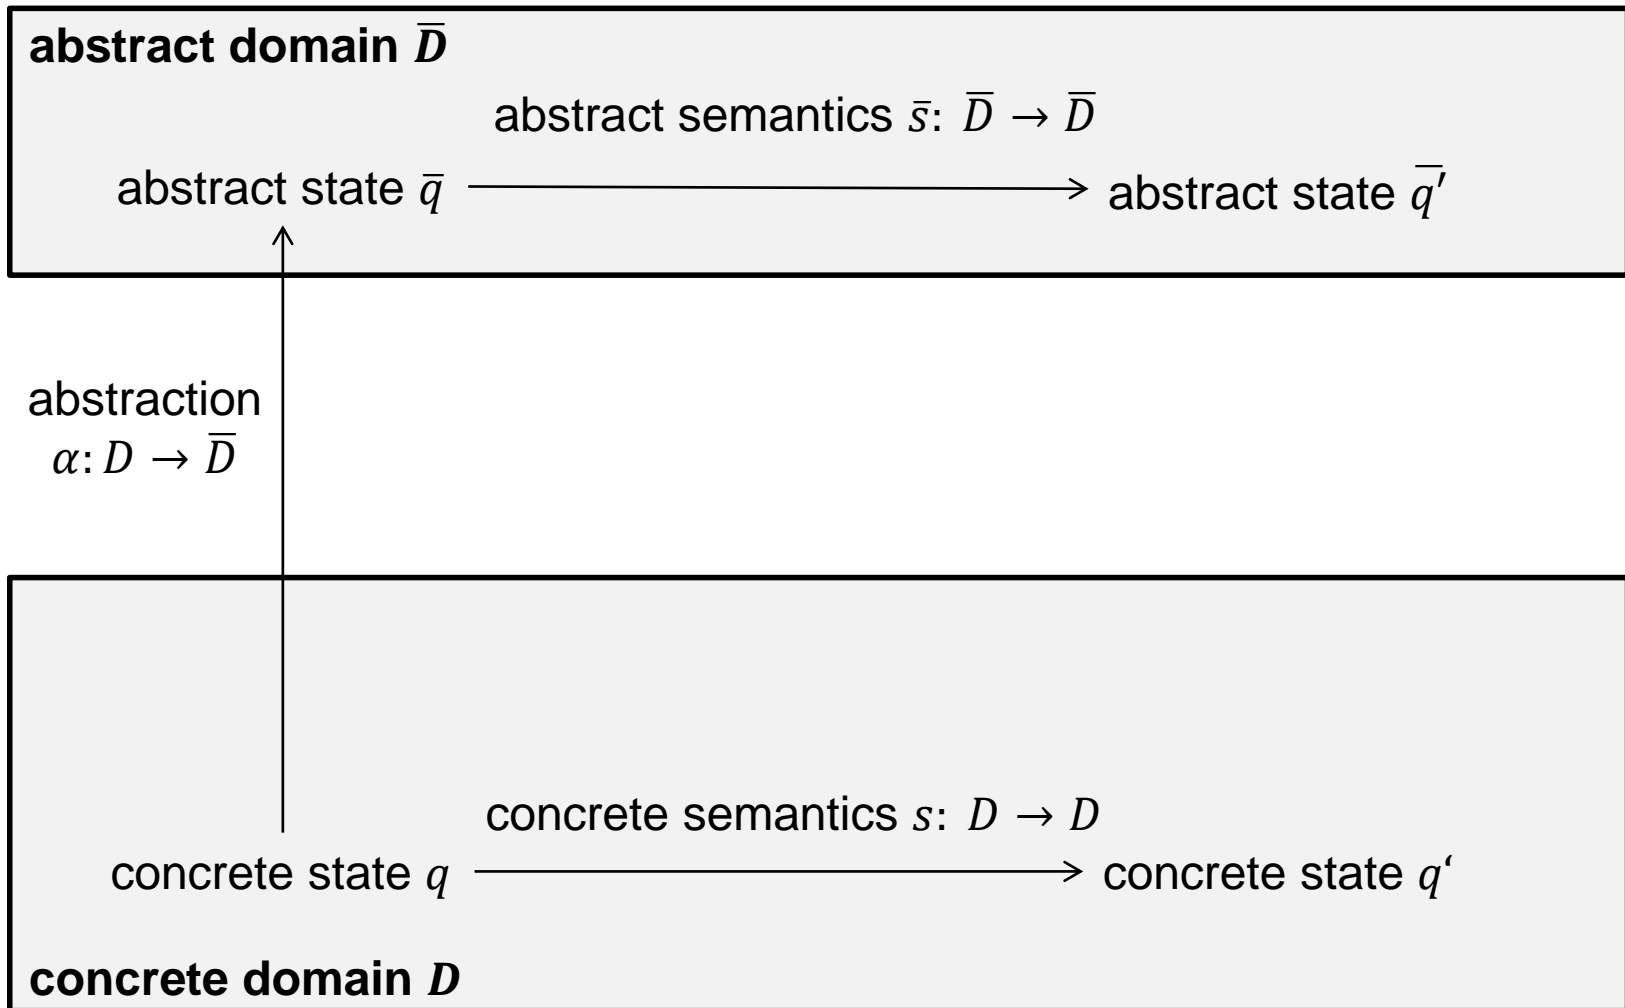 abstract domain D̅
abstract semantics s̅: D̅ → D̅
abstract state q̅
abstract state q̅′
abstraction
α: D → D̅
concrete semantics s: D → D
concrete state q
concrete state q‘
concrete domain D